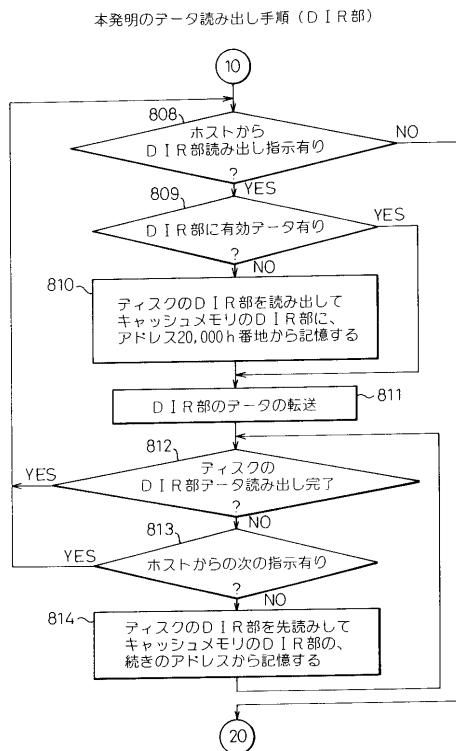 本発明のデータ読み出し手順(DIR部)
10
808
ホストから
DIR部読み出し指示有り
?
NO
YES
809
DIR部に有効データ有り
?
YES
NO
810
ディスクのDIR部を読み出して
キャッシュメモリのDIR部に、
アドレス20,000h番地から記憶する
DIR部のデータの転送
811
812
ディスクの
DIR部データ読み出し完了
?
YES
NO
813
ホストからの次の指示有り
?
YES
NO
814
ディスクのDIR部を先読みして
キャッシュメモリのDIR部の、
続きのアドレスから記憶する
20